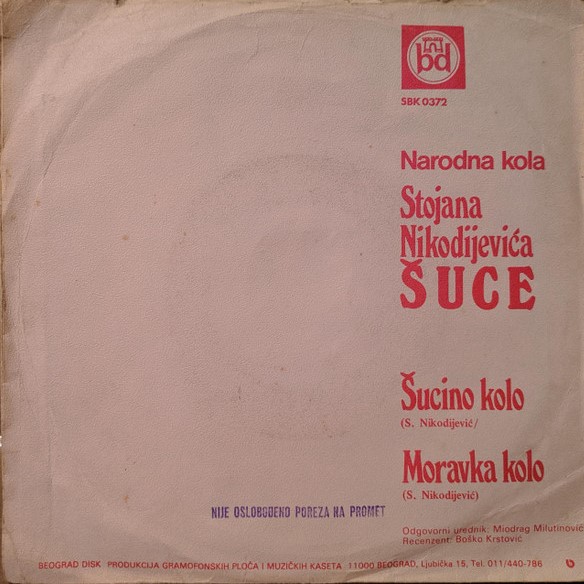 bd
SBK 0372
Narodna kola
Stojana
Nikodijevića
ŠUCE
Šucino kolo
(S. Nikodijević/
Moravka kolo
(S. Nikodijević)
NIJE OSLOBOĐENO POREZA NA PROMET
Odgovorni urednik: Miodrag Milutinović
Recenzent: Boško Krstović
BEOGRAD DISK PRODUKCIJA GRAMOFONSKIH PLOČA I MUZIČKIH KASETA 11000 BEOGRAD, Ljubička 15, Tel. 011/440-786